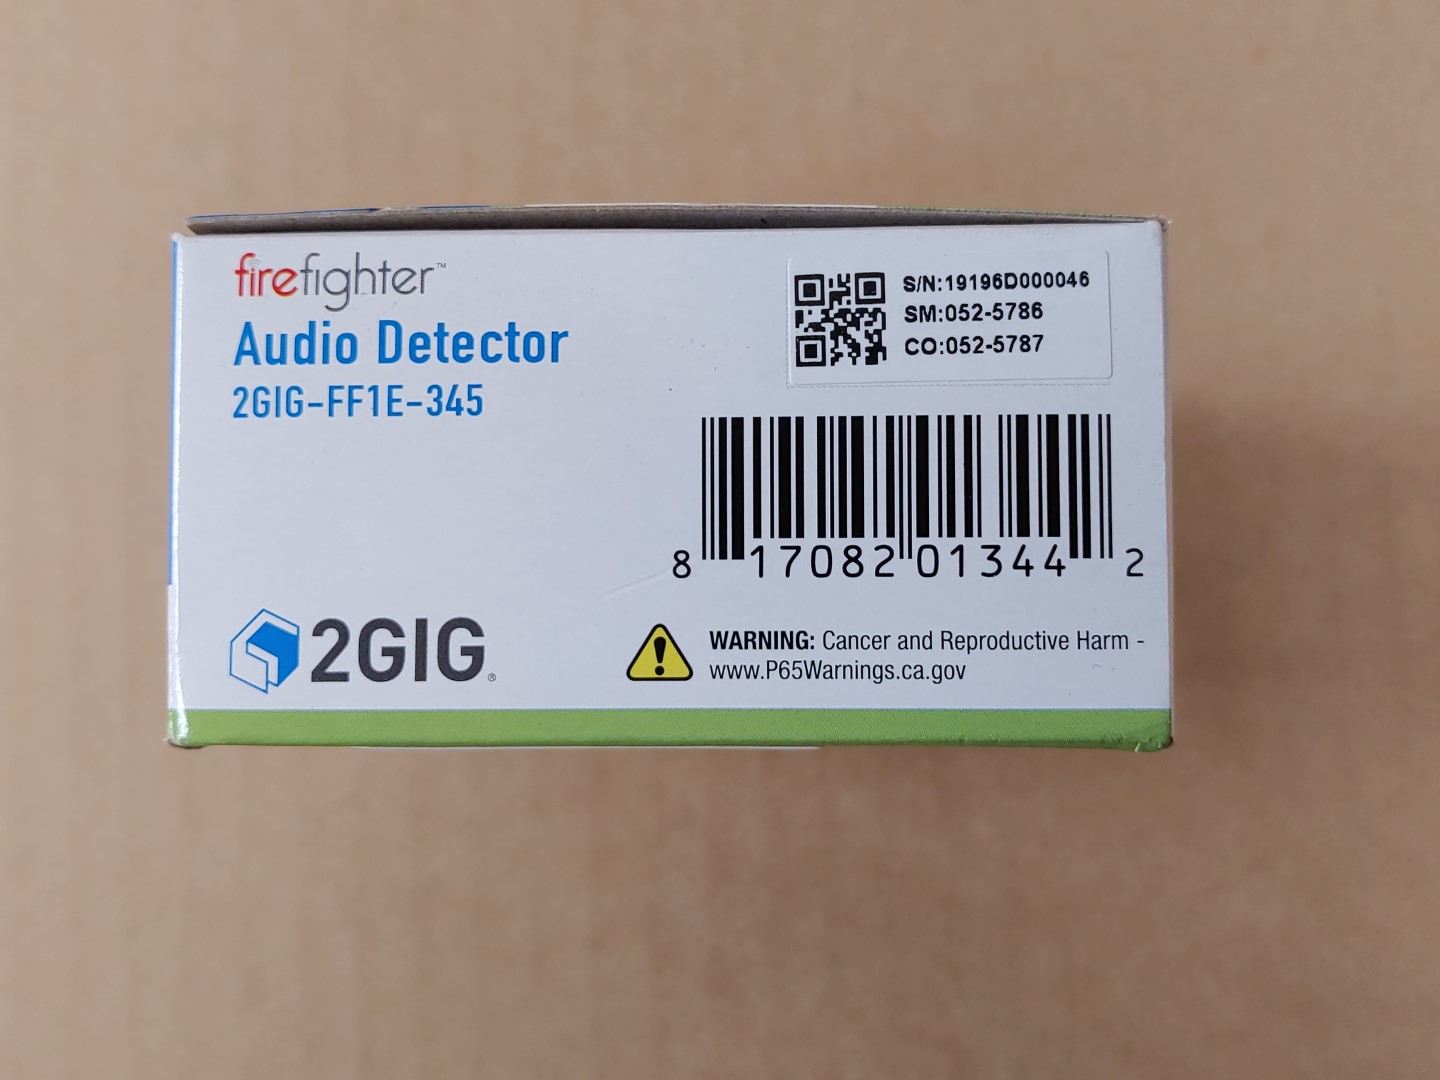 firefighter™
Audio Detector
2GIG-FF1E-345
S/N:19196D000046
SM:052-5786
CO:052-5787
8 17082 01344 2
2GIG®
WARNING: Cancer and Reproductive Harm -
www.P65Warnings.ca.gov